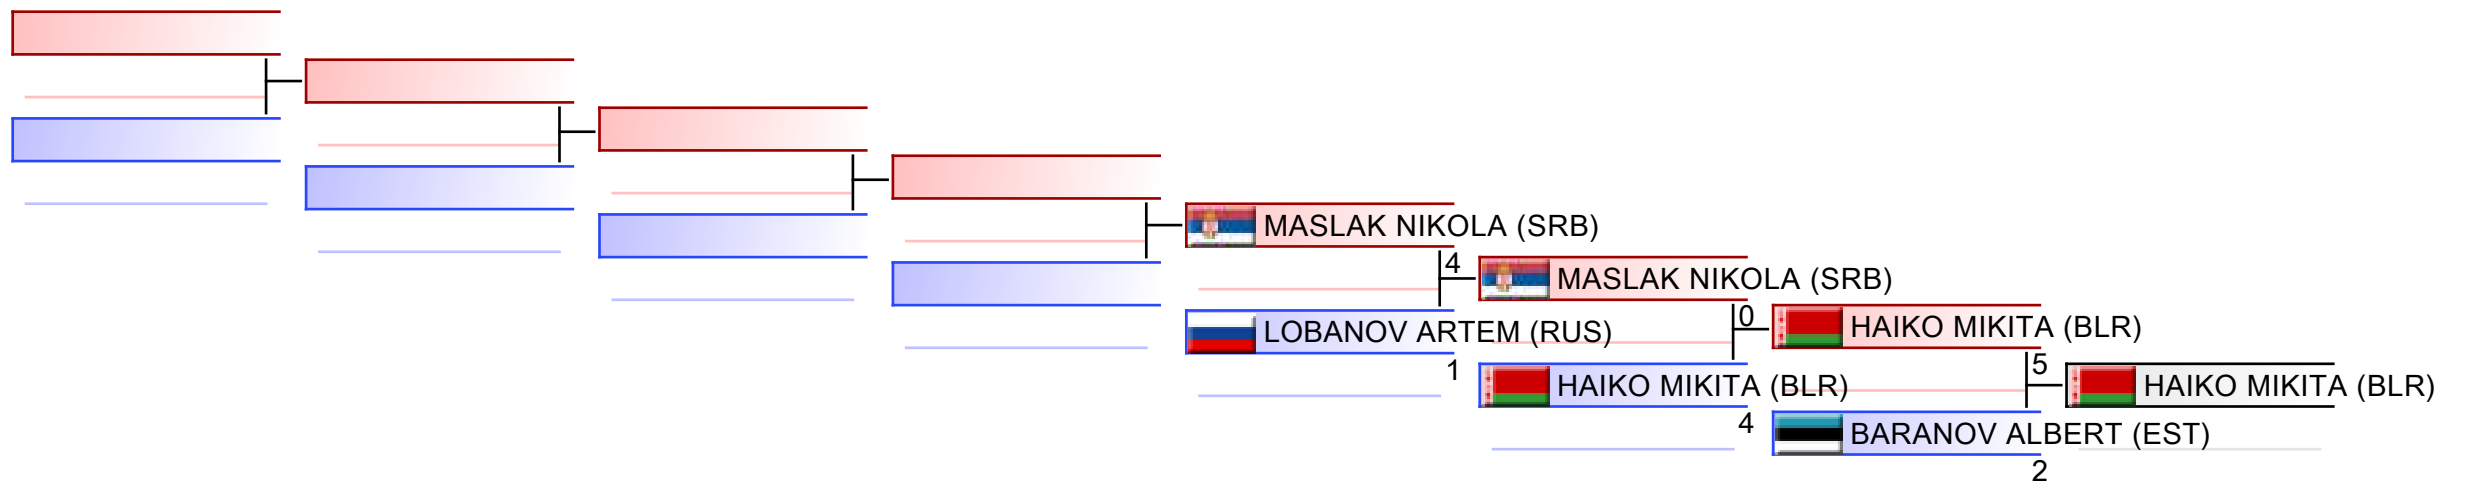 MASLAK NIKOLA (SRB)
4
MASLAK NIKOLA (SRB)
LOBANOV ARTEM (RUS)
1
0
HAIKO MIKITA (BLR)
HAIKO MIKITA (BLR)
4
5
HAIKO MIKITA (BLR)
BARANOV ALBERT (EST)
2